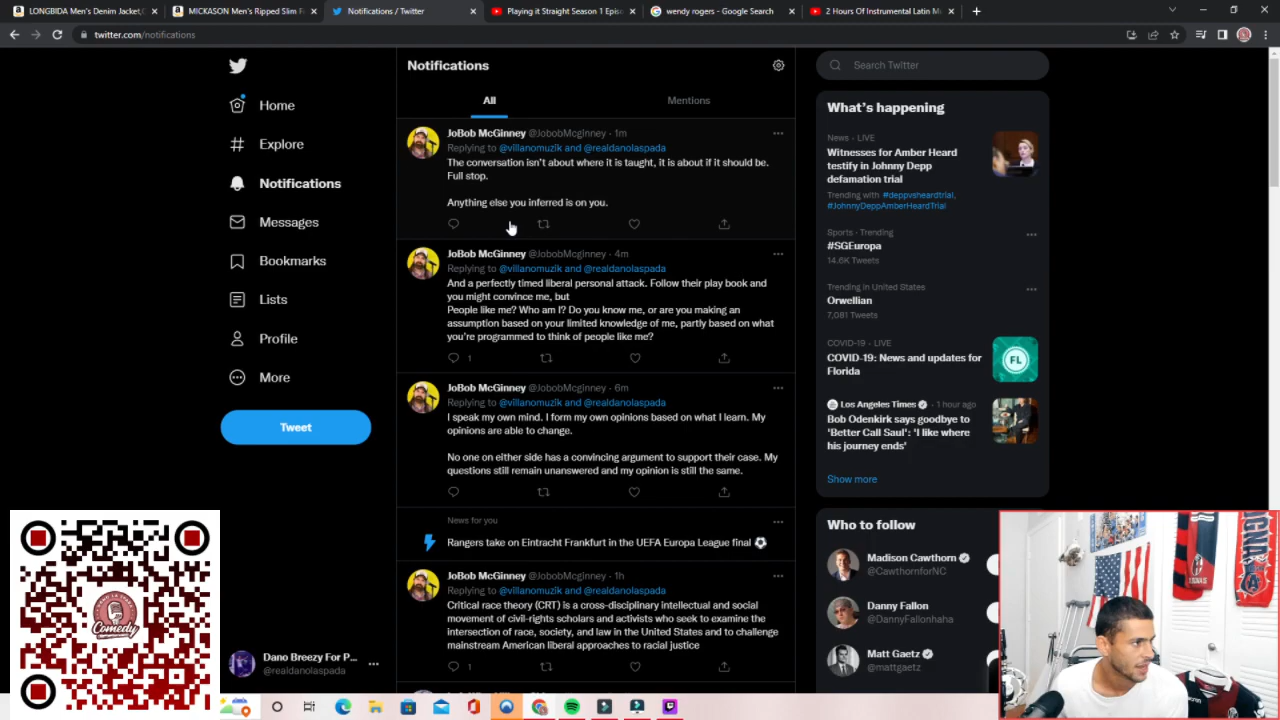 LONGBIDA Men's Denim Jacket,C
MICKASON Men's Ripped Slim F
Notifications / Twitter
Playing it Straight Season 1 Epis
wendy rogers - Google Search
2 Hours Of Instrumental Latin M
twitter.com/notifications
Home
Explore
Notifications
Messages
Bookmarks
Lists
Profile
More
Tweet
Dano Breezy For P...
@realdanolaspada
Comedy
Notifications
All
Mentions
JoBob McGinney @JobobMcginney · 1m
Replying to @villanomuzik and @realdanolaspada
The conversation isn't about where it is taught, it is about if it should be.
Full stop.
Anything else you inferred is on you.
JoBob McGinney @JobobMcginney · 4m
Replying to @villanomuzik and @realdanolaspada
And a perfectly timed liberal personal attack. Follow their play book and
you might convince me, but
People like me? Who am I? Do you know me, or are you making an
assumption based on your limited knowledge of me, partly based on what
you're programmed to think of people like me?
1
JoBob McGinney @JobobMcginney · 6m
Replying to @villanomuzik and @realdanolaspada
I speak my own mind. I form my own opinions based on what I learn. My
opinions are able to change.
No one on either side has a convincing argument to support their case. My
questions still remain unanswered and my opinion is still the same.
News for you
Rangers take on Eintracht Frankfurt in the UEFA Europa League final
JoBob McGinney @JobobMcginney · 1h
Replying to @villanomuzik and @realdanolaspada
Critical race theory (CRT) is a cross-disciplinary intellectual and social
movement of civil-rights scholars and activists who seek to examine the
intersection of race, society, and law in the United States and to challenge
mainstream American liberal approaches to racial justice
1
Search Twitter
What's happening
News · LIVE
Witnesses for Amber Heard
testify in Johnny Depp
defamation trial
Trending with #deppvsheardtrial,
#JohnnyDeppAmberHeardTrial
Sports · Trending
#SGEuropa
14.6K Tweets
Trending in United States
Orwellian
7,081 Tweets
COVID-19 · LIVE
COVID-19: News and updates for
Florida
FL
Los Angeles Times · 1 hour ago
Bob Odenkirk says goodbye to
'Better Call Saul': 'I like where
his journey ends'
Show more
Who to follow
Madison Cawthorn
@CawthornforNC
Danny Fallon
@DannyFallonhaha
Matt Gaetz
@mattgaetz